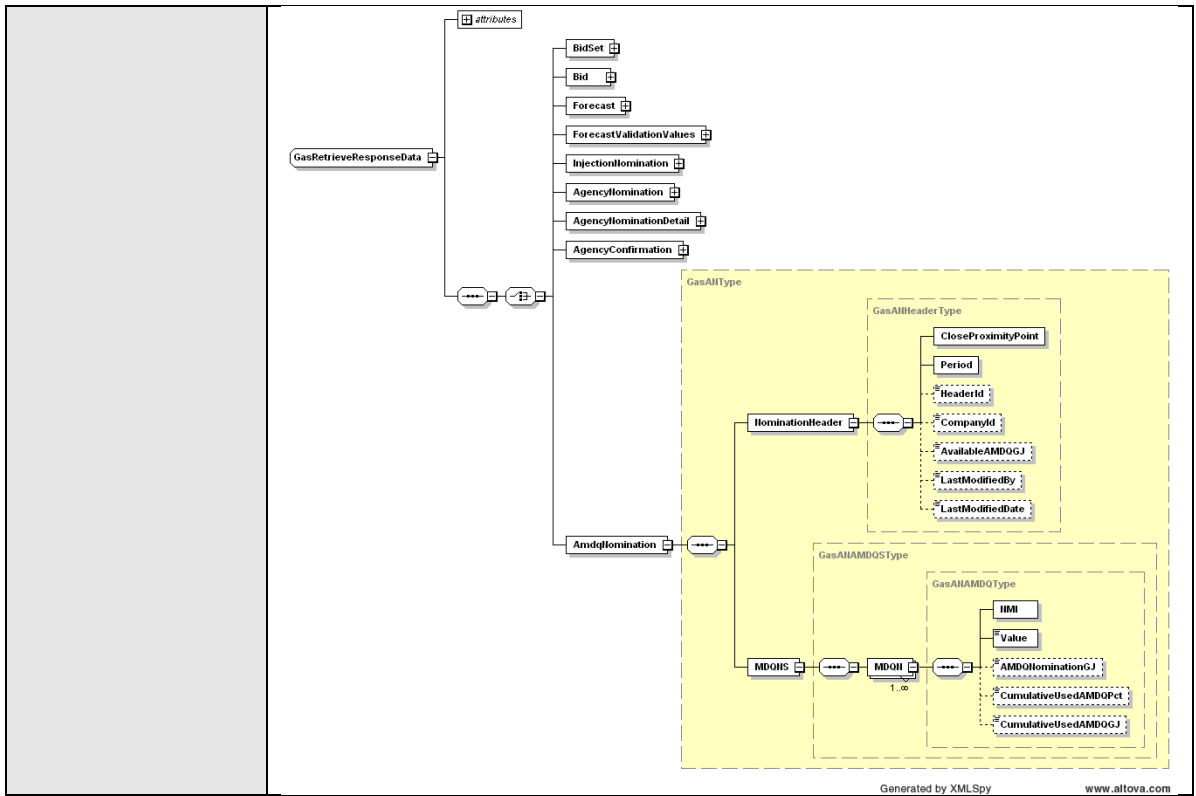 attributes
BidSet
Bid
Forecast
ForecastValidationValues
GasRetrieveResponseData
InjectionNomination
AgencyNomination
AgencyNominationDetail
AgencyConfirmation
GasANType
GasANHeaderType
CloseProximityPoint
Period
HeaderId
NominationHeader
CompanyId
AvailableAMDQGJ
LastModifiedBy
LastModifiedDate
AmdqNomination
GasANAMDQSType
GasANAMDQType
NMI
Value
MDQNS
MDQN
1..∞
AMDQNominationGJ
CumulativeUsedAMDQPct
CumulativeUsedAMDQGJ
Generated by XMLSpy www.altova.com